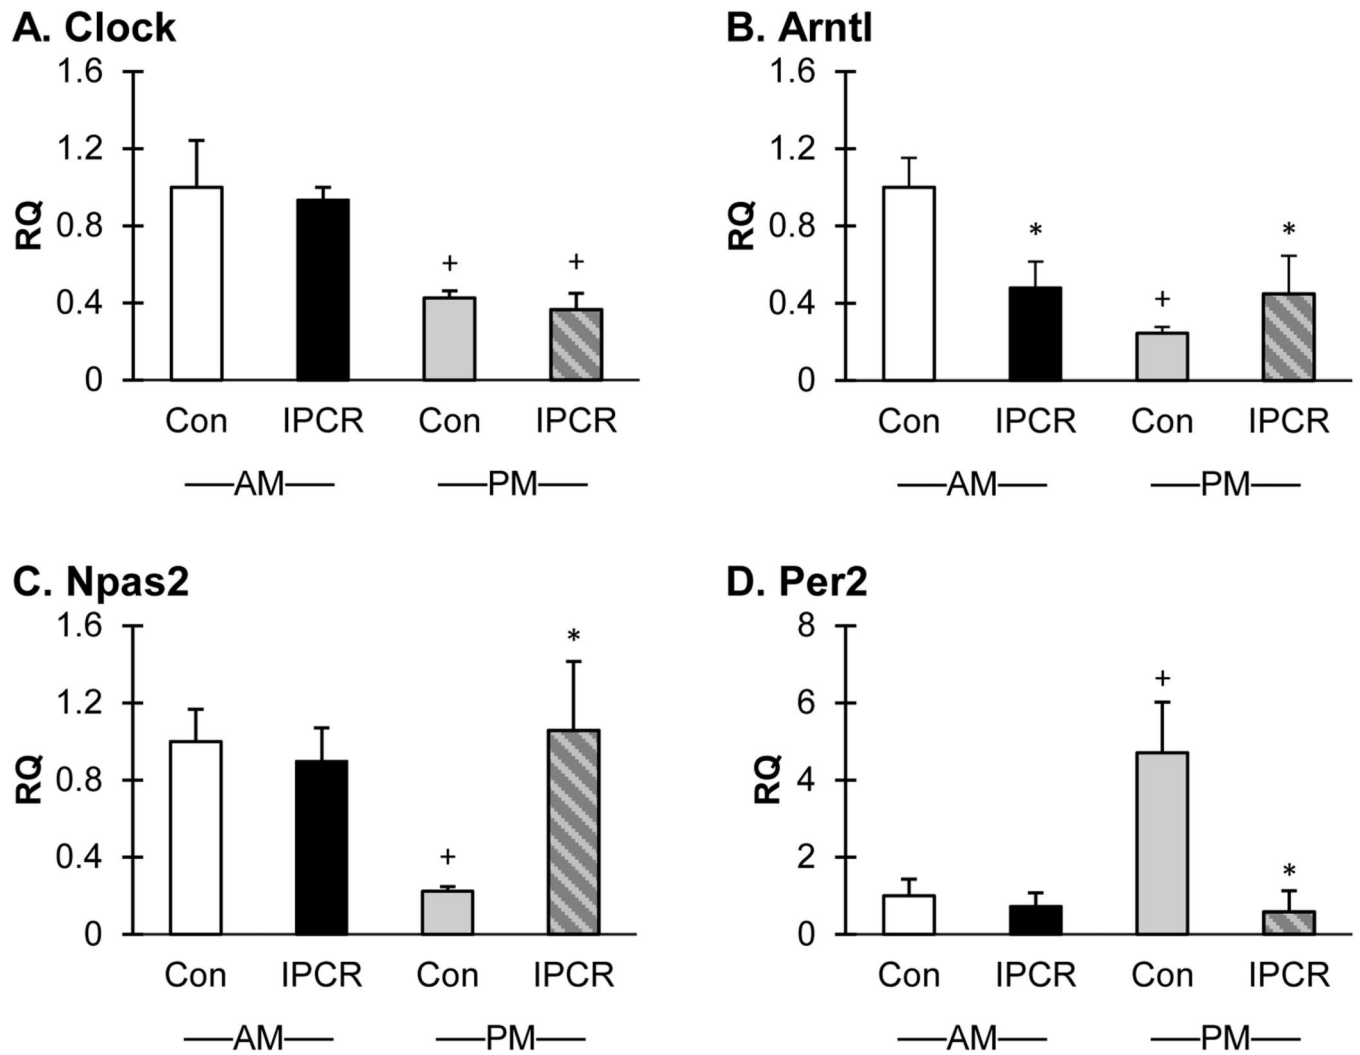 A. Clock
1.6
1.2
0.8
0.4
0
RQ
+
+
Con IPCR Con IPCR
AM PM
B. Arntl
1.6
1.2
0.8
0.4
0
RQ
*
+
*
Con IPCR Con IPCR
AM PM
C. Npas2
1.6
1.2
0.8
0.4
0
RQ
+
*
Con IPCR Con IPCR
AM PM
D. Per2
8
6
4
2
0
RQ
+
*
Con IPCR Con IPCR
AM PM